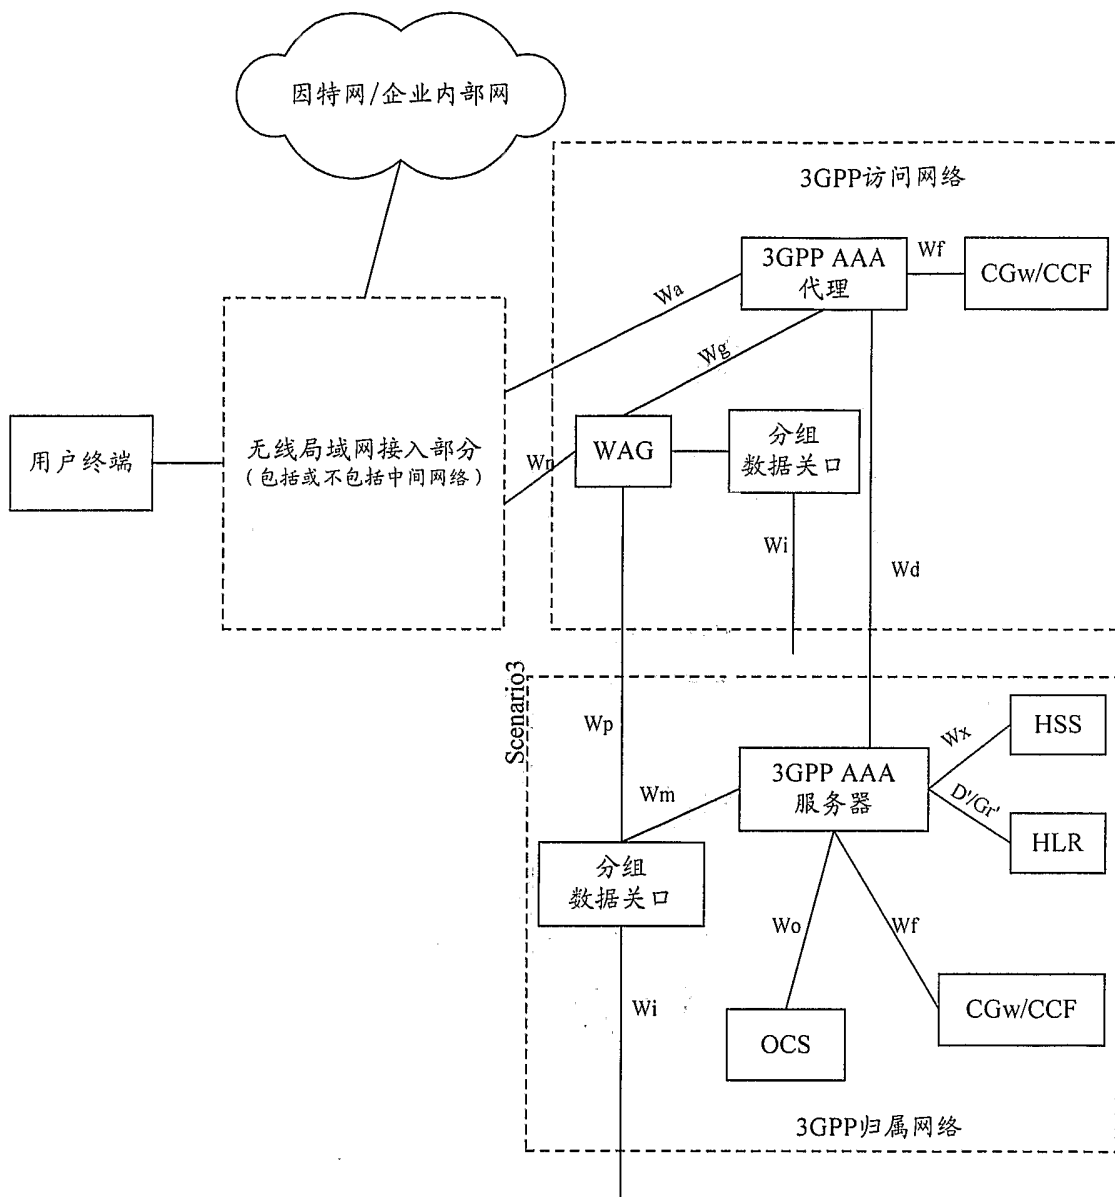 因特网/企业内部网
3GPP访问网络
3GPP AAA
代理
Wf
CGw/CCF
Wa
Wg
用户终端
无线局域网接入部分
(包括或不包括中间网络)
Wn
WAG
分组
数据关口
Wi
Wd
Scenario3
Wp
Wm
3GPP AAA
服务器
Wx
HSS
D'/Gr'
HLR
分组
数据关口
Wo
Wf
Wi
OCS
CGw/CCF
3GPP归属网络